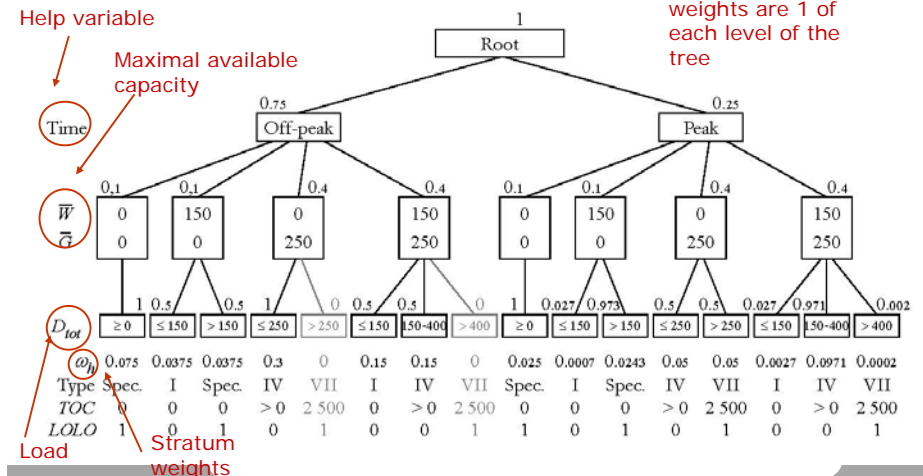 Help variable
weights are 1 of
each level of the
tree
1
Root
Maximal available
capacity
0.75
0.25
Time
Off-peak
Peak
0,1 0,1 0.4 0.4 0.1 0.1 0.4 0.4
W̅ 0 150 0 150 0 150 0 150
G̅ 0 0 250 250 0 0 250 250
1 0.5 0.5 1 0 0.5 0.5 0 1 0.027 0.973 0.5 0.5 0.027 0.971 0.002
D_tot ≥ 0 ≤ 150 > 150 ≤ 250 > 250 ≤ 150 150-400 > 400 ≥ 0 ≤ 150 > 150 ≤ 250 > 250 ≤ 150 150-400 > 400
ω_h 0.075 0.0375 0.0375 0.3 0 0.15 0.15 0 0.025 0.0007 0.0243 0.05 0.05 0.0027 0.0971 0.0002
Type Spec. I Spec. IV VII I IV VII Spec. I Spec. IV VII I IV VII
TOC 0 0 0 > 0 2 500 0 > 0 2 500 0 0 0 > 0 2 500 0 > 0 2 500
LOLO 1 0 1 0 1 0 0 1 1 0 1 0 1 0 0 1
Load
Stratum
weights